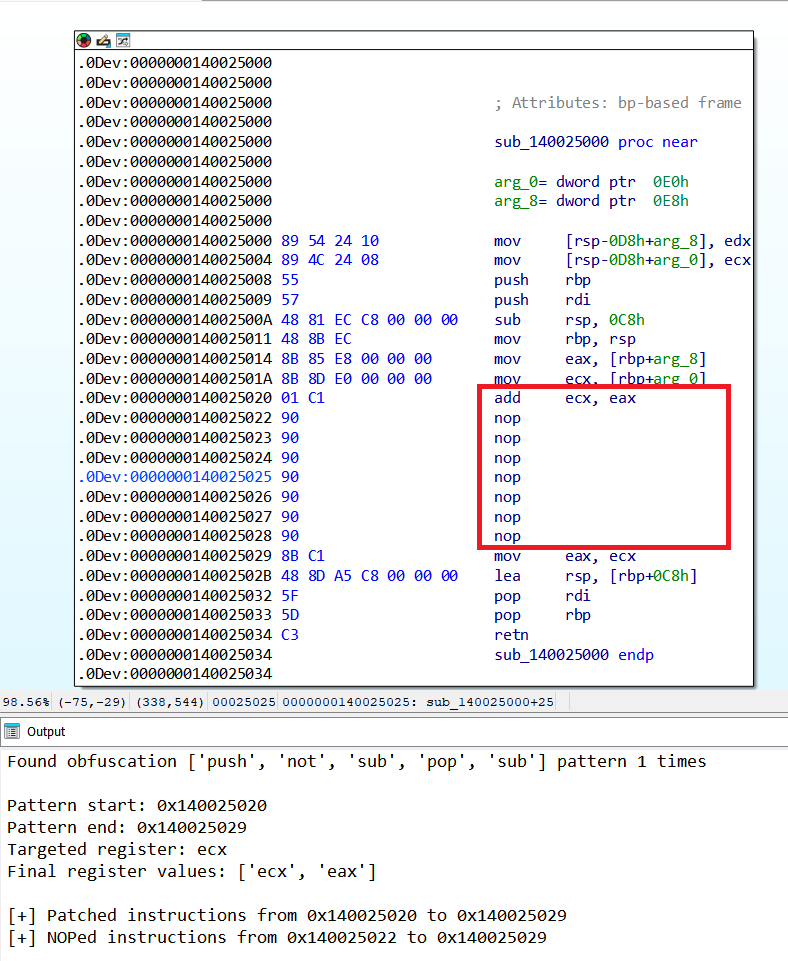 .0Dev:0000000140025000
.0Dev:0000000140025000
.0Dev:0000000140025000 ; Attributes: bp-based frame
.0Dev:0000000140025000
.0Dev:0000000140025000 sub_140025000 proc near
.0Dev:0000000140025000
.0Dev:0000000140025000 arg_0= dword ptr 0E0h
.0Dev:0000000140025000 arg_8= dword ptr 0E8h
.0Dev:0000000140025000
.0Dev:0000000140025000 89 54 24 10 mov [rsp-0D8h+arg_8], edx
.0Dev:0000000140025004 89 4C 24 08 mov [rsp-0D8h+arg_0], ecx
.0Dev:0000000140025008 55 push rbp
.0Dev:0000000140025009 57 push rdi
.0Dev:000000014002500A 48 81 EC C8 00 00 00 sub rsp, 0C8h
.0Dev:0000000140025011 48 8B EC mov rbp, rsp
.0Dev:0000000140025014 8B 85 E8 00 00 00 mov eax, [rbp+arg_8]
.0Dev:000000014002501A 8B 8D E0 00 00 00 mov ecx, [rbp+arg_0]
.0Dev:0000000140025020 01 C1 add ecx, eax
.0Dev:0000000140025022 90 nop
.0Dev:0000000140025023 90 nop
.0Dev:0000000140025024 90 nop
.0Dev:0000000140025025 90 nop
.0Dev:0000000140025026 90 nop
.0Dev:0000000140025027 90 nop
.0Dev:0000000140025028 90 nop
.0Dev:0000000140025029 8B C1 mov eax, ecx
.0Dev:000000014002502B 48 8D A5 C8 00 00 00 lea rsp, [rbp+0C8h]
.0Dev:0000000140025032 5F pop rdi
.0Dev:0000000140025033 5D pop rbp
.0Dev:0000000140025034 C3 retn
.0Dev:0000000140025034 sub_140025000 endp
.0Dev:0000000140025034
98.56% (-75,-29) (338,544) 00025025 0000000140025025: sub_140025000+25
Output
Found obfuscation ['push', 'not', 'sub', 'pop', 'sub'] pattern 1 times
Pattern start: 0x140025020
Pattern end: 0x140025029
Targeted register: ecx
Final register values: ['ecx', 'eax']
[+] Patched instructions from 0x140025020 to 0x140025029
[+] NOPed instructions from 0x140025022 to 0x140025029